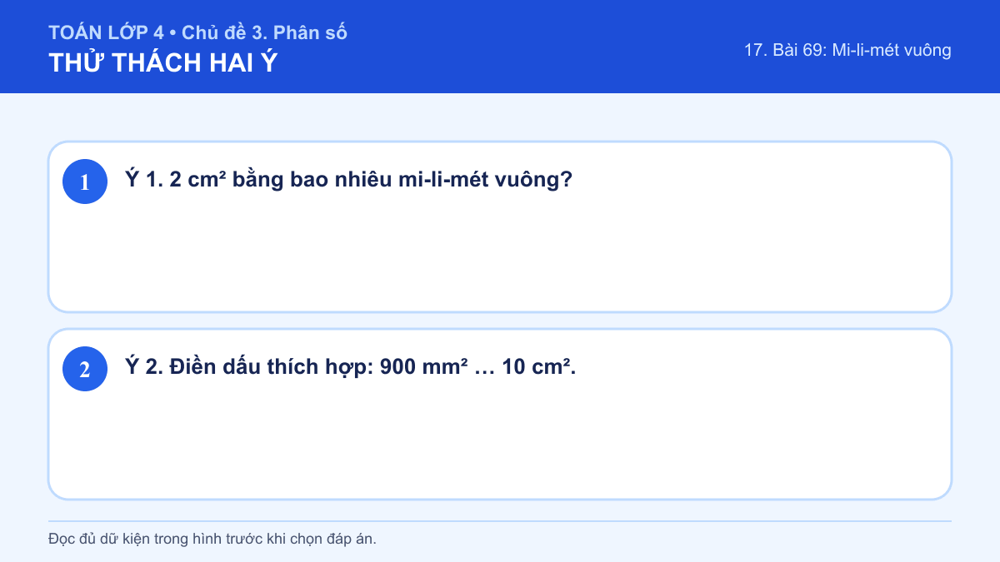 TOÁN LỚP 4 • Chủ đề 3. Phân số
THỬ THÁCH HAI Ý
17. Bài 69: Mi-li-mét vuông
1
Ý 1. 2 cm² bằng bao nhiêu mi-li-mét vuông?
2
Ý 2. Điền dấu thích hợp: 900 mm² … 10 cm².
Đọc đủ dữ kiện trong hình trước khi chọn đáp án.